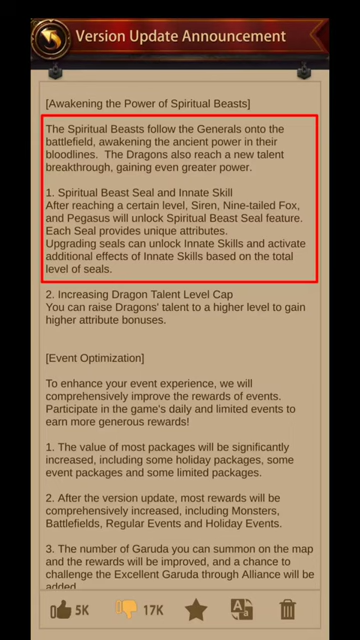 Version Update Announcement
[Awakening the Power of Spiritual Beasts]
The Spiritual Beasts follow the Generals onto the
battlefield, awakening the ancient power in their
bloodlines.  The Dragons also reach a new talent
breakthrough, gaining even greater power.
1. Spiritual Beast Seal and Innate Skill
After reaching a certain level, Siren, Nine-tailed Fox,
and Pegasus will unlock Spiritual Beast Seal feature.
Each Seal provides unique attributes.
Upgrading seals can unlock Innate Skills and activate
additional effects of Innate Skills based on the total
level of seals.
2. Increasing Dragon Talent Level Cap
You can raise Dragons' talent to a higher level to gain
higher attribute bonuses.
[Event Optimization]
To enhance your event experience, we will
comprehensively improve the rewards of events.
Participate in the game's daily and limited events to
earn more generous rewards!
1. The value of most packages will be significantly
increased, including some holiday packages, some
event packages and some limited packages.
2. After the version update, most rewards will be
comprehensively increased, including Monsters,
Battlefields, Regular Events and Holiday Events.
3. The number of Garuda you can summon on the map
and the rewards will be improved, and a chance to
challenge the Excellent Garuda through Alliance will be
added
5K 17K